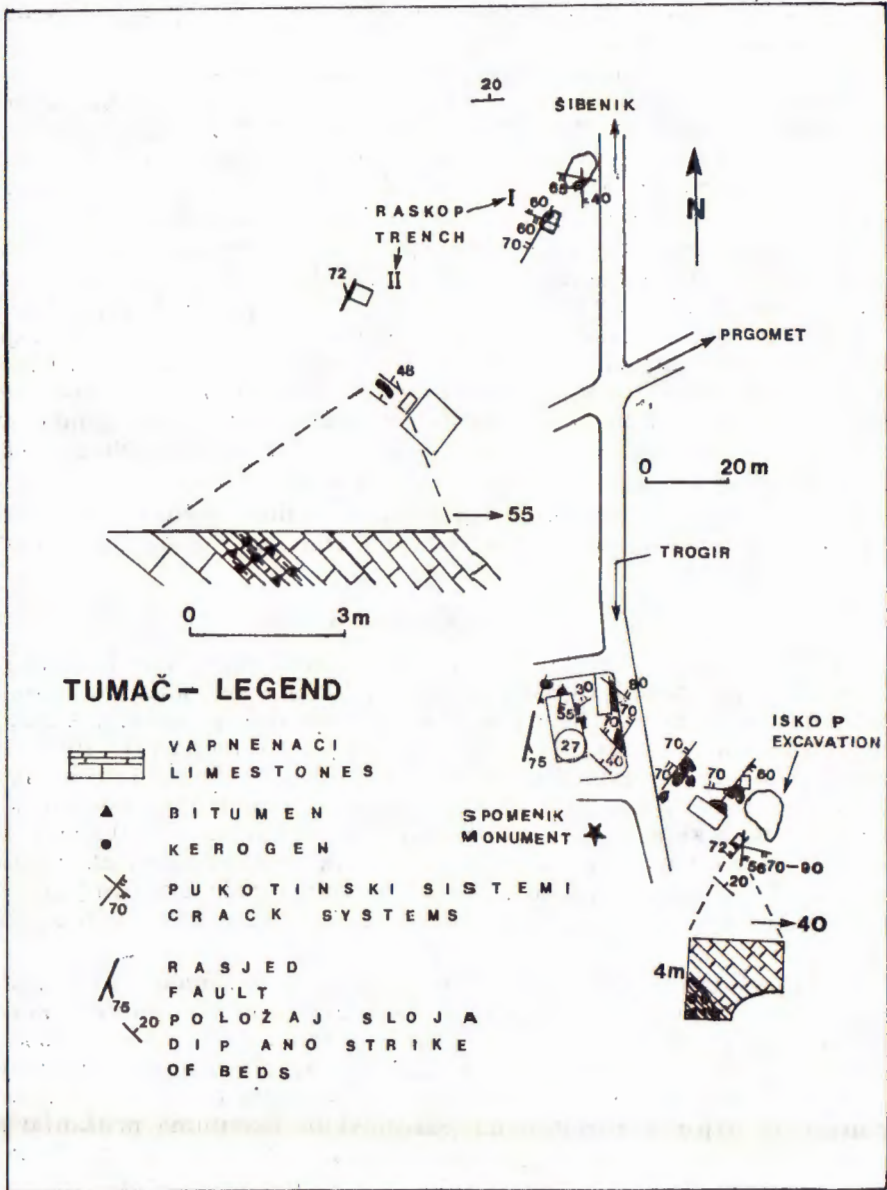 20
ŠIBENIK
N
RASKOP I
TRENCH
II
65
40
60
60
70
72
48
PRGOMET
0 20 m
55
TROGIR
0 3 m
TUMAČ – LEGEND
VAPNENACI
LIMESTONES
BITUMEN
KEROGEN
70
PUKOTINSKI SISTEMI
CRACK SYSTEMS
RASJED
FAULT
75
20
POLOŽAJ SLOJA
DIP AND STRIKE
OF BEDS
30
80
55
70
70
27
40
75
ISKOP
EXCAVATION
70
70
70
60
SPOMENIK
MONUMENT
72
56
70–90
20
40
4m